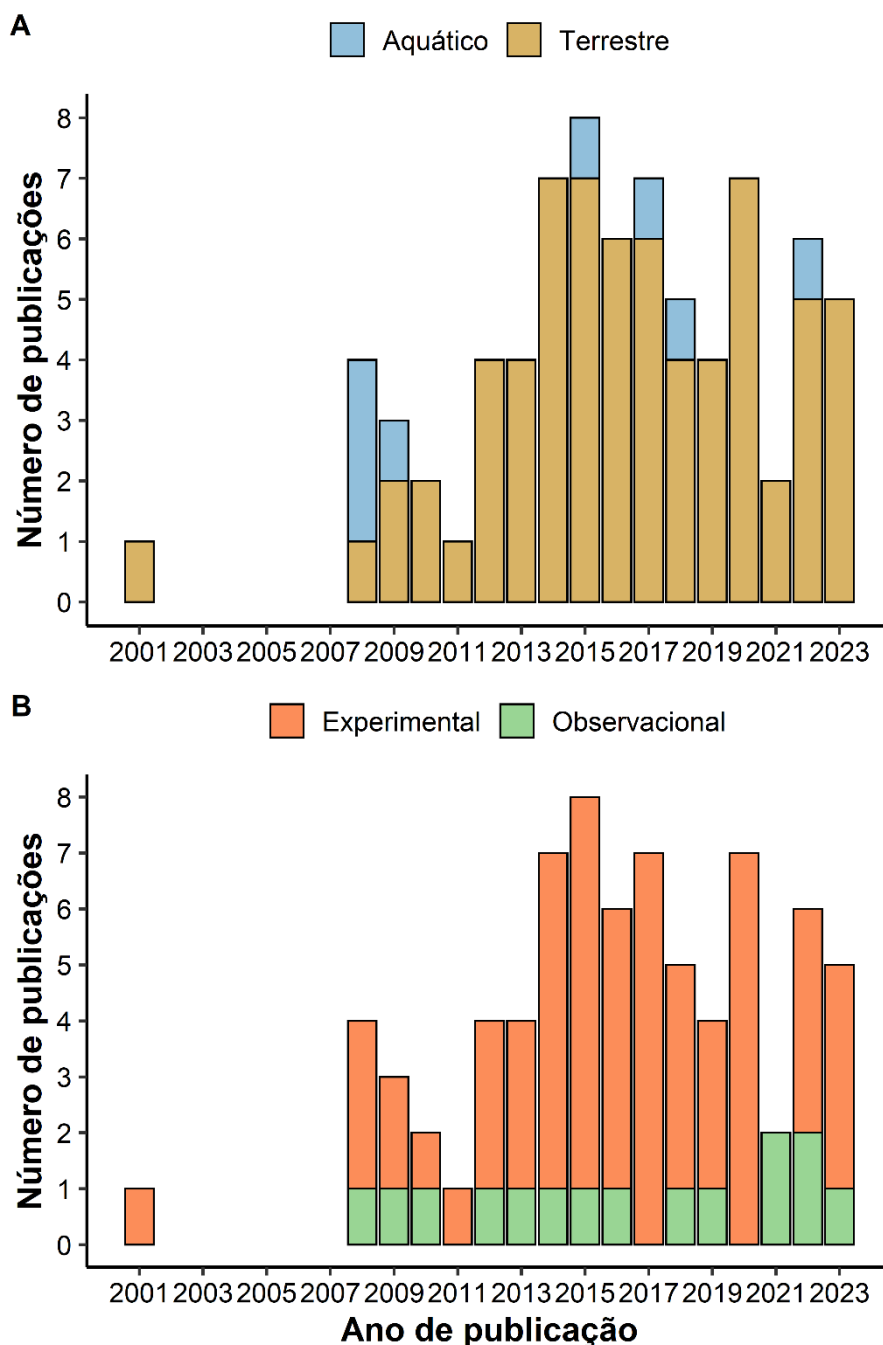 A
Aquático Terrestre
Número de publicações
8
7
6
5
4
3
2
1
0
2001 2003 2005 2007 2009 2011 2013 2015 2017 2019 2021 2023
B
Experimental Observacional
Número de publicações
8
7
6
5
4
3
2
1
0
2001 2003 2005 2007 2009 2011 2013 2015 2017 2019 2021 2023
Ano de publicação